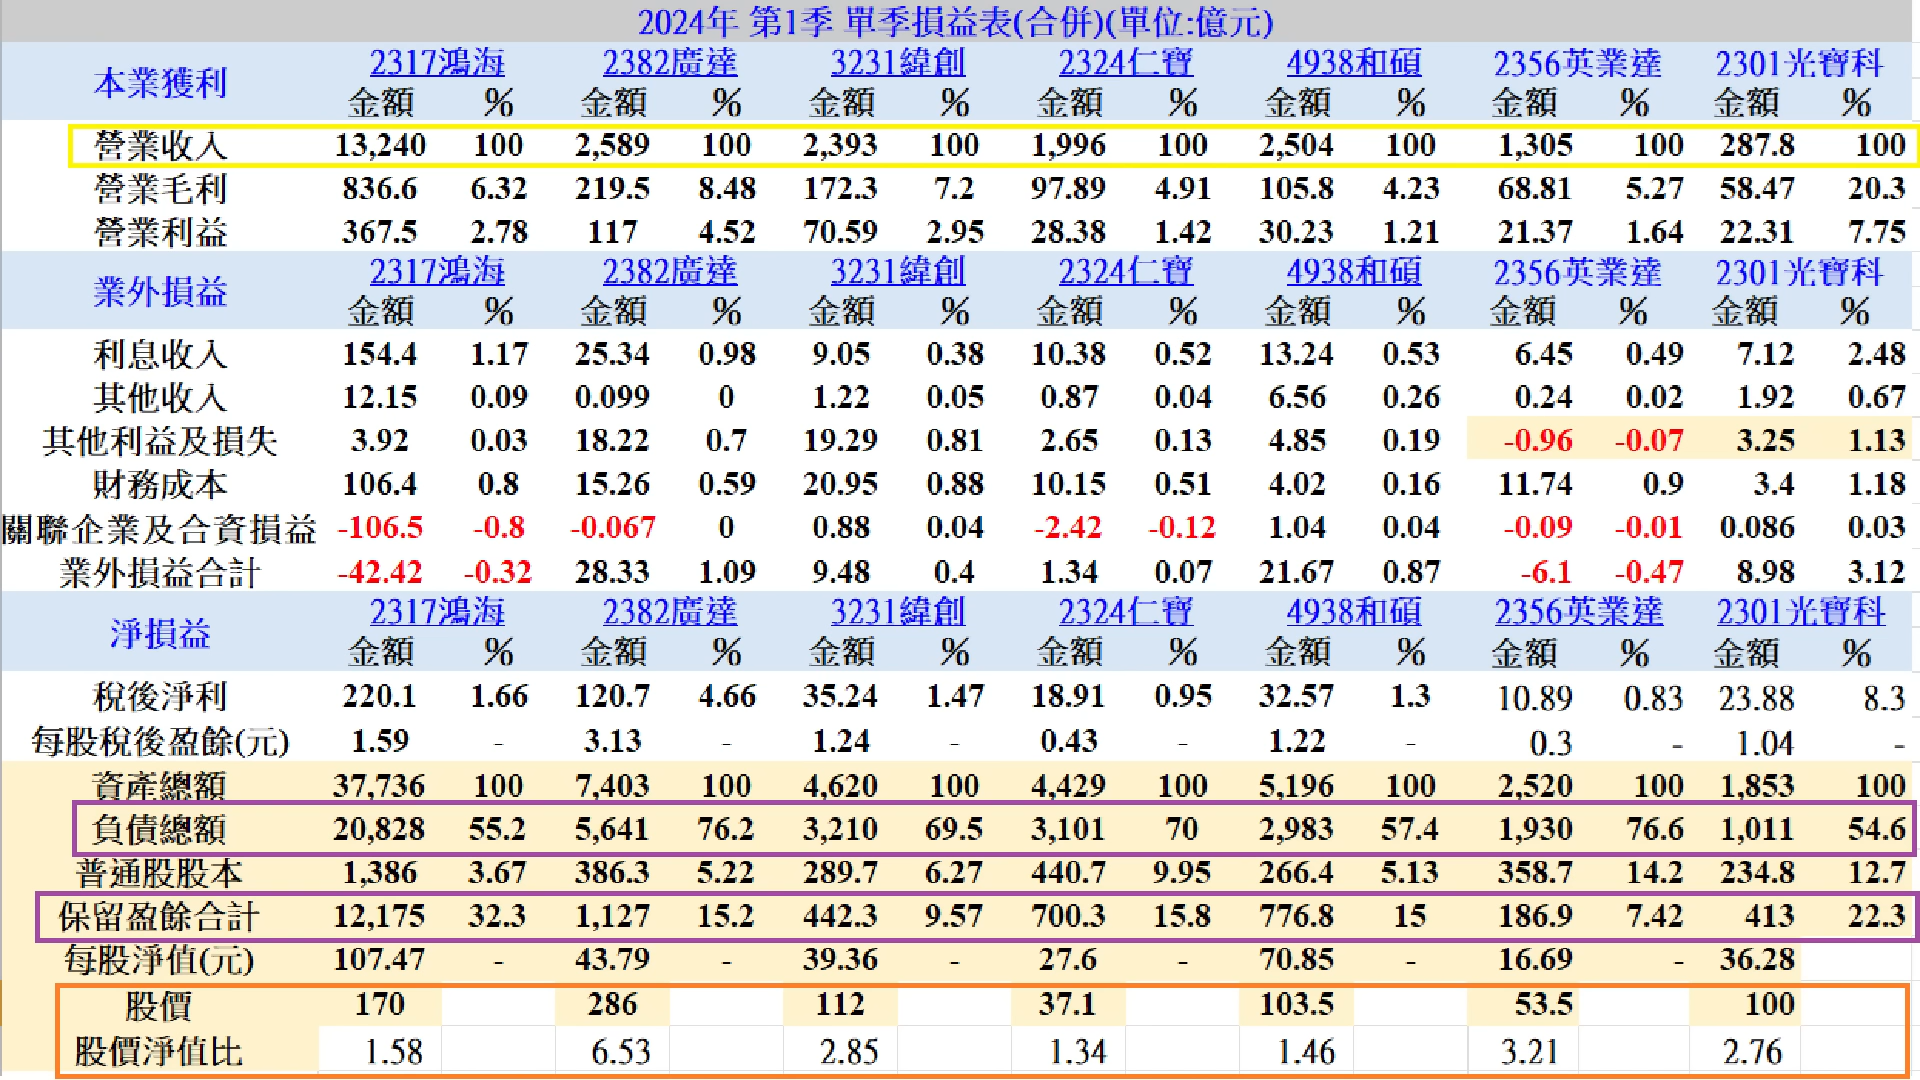 2024年 第1季 單季損益表(合併)(單位:億元)
本業獲利 2317鴻海 2382廣達 3231緯創 2324仁寶 4938和碩 2356英業達 2301光寶科
金額 % 金額 % 金額 % 金額 % 金額 % 金額 % 金額 %
營業收入 13,240 100 2,589 100 2,393 100 1,996 100 2,504 100 1,305 100 287.8 100
營業毛利 836.6 6.32 219.5 8.48 172.3 7.2 97.89 4.91 105.8 4.23 68.81 5.27 58.47 20.3
營業利益 367.5 2.78 117 4.52 70.59 2.95 28.38 1.42 30.23 1.21 21.37 1.64 22.31 7.75
業外損益 2317鴻海 2382廣達 3231緯創 2324仁寶 4938和碩 2356英業達 2301光寶科
金額 % 金額 % 金額 % 金額 % 金額 % 金額 % 金額 %
利息收入 154.4 1.17 25.34 0.98 9.05 0.38 10.38 0.52 13.24 0.53 6.45 0.49 7.12 2.48
其他收入 12.15 0.09 0.099 0 1.22 0.05 0.87 0.04 6.56 0.26 0.24 0.02 1.92 0.67
其他利益及損失 3.92 0.03 18.22 0.7 19.29 0.81 2.65 0.13 4.85 0.19 -0.96 -0.07 3.25 1.13
財務成本 106.4 0.8 15.26 0.59 20.95 0.88 10.15 0.51 4.02 0.16 11.74 0.9 3.4 1.18
關聯企業及合資損益 -106.5 -0.8 -0.067 0 0.88 0.04 -2.42 -0.12 1.04 0.04 -0.09 -0.01 0.086 0.03
業外損益合計 -42.42 -0.32 28.33 1.09 9.48 0.4 1.34 0.07 21.67 0.87 -6.1 -0.47 8.98 3.12
淨損益 2317鴻海 2382廣達 3231緯創 2324仁寶 4938和碩 2356英業達 2301光寶科
金額 % 金額 % 金額 % 金額 % 金額 % 金額 % 金額 %
稅後淨利 220.1 1.66 120.7 4.66 35.24 1.47 18.91 0.95 32.57 1.3 10.89 0.83 23.88 8.3
每股稅後盈餘(元) 1.59 - 3.13 - 1.24 - 0.43 - 1.22 - 0.3 - 1.04 -
資產總額 37,736 100 7,403 100 4,620 100 4,429 100 5,196 100 2,520 100 1,853 100
負債總額 20,828 55.2 5,641 76.2 3,210 69.5 3,101 70 2,983 57.4 1,930 76.6 1,011 54.6
普通股股本 1,386 3.67 386.3 5.22 289.7 6.27 440.7 9.95 266.4 5.13 358.7 14.2 234.8 12.7
保留盈餘合計 12,175 32.3 1,127 15.2 442.3 9.57 700.3 15.8 776.8 15 186.9 7.42 413 22.3
每股淨值(元) 107.47 - 43.79 - 39.36 - 27.6 - 70.85 - 16.69 - 36.28
股價 170 286 112 37.1 103.5 53.5 100
股價淨值比 1.58 6.53 2.85 1.34 1.46 3.21 2.76